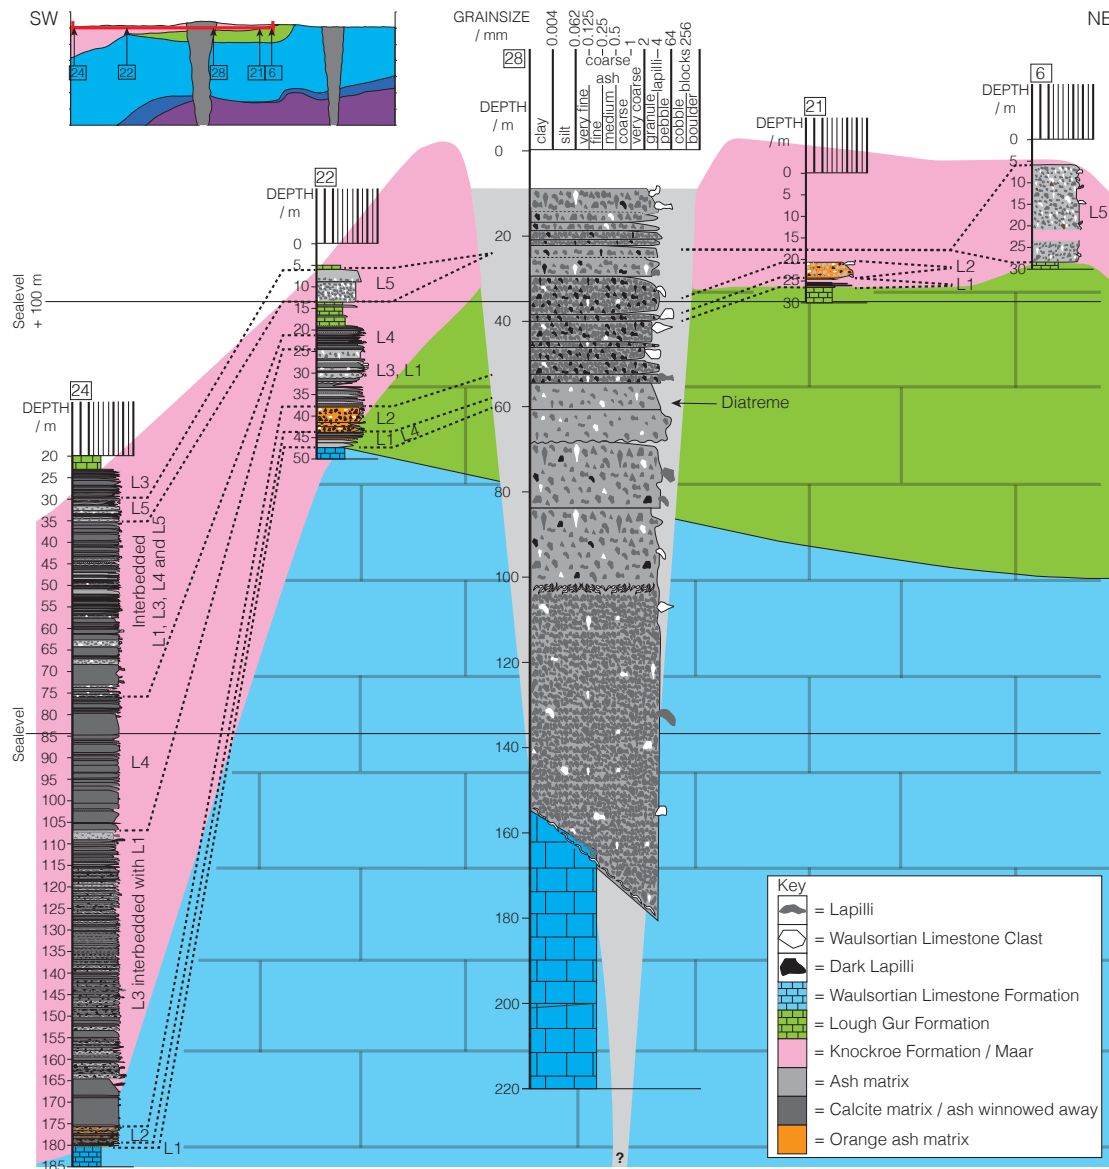 SW
NE
24
22
28
21
6
GRAINSIZE
/ mm
0.004
0.062
0.125
0.25
0.5
1
2
4
64
256
28
coarse
ash
lapilli
blocks
clay
silt
very fine
fine
medium
coarse
very coarse
granule
pebble
cobble
boulder
DEPTH
/ m
0
20
40
60
80
100
120
140
160
180
200
220
Diatreme
?
24
DEPTH
/ m
20
25
30
35
40
45
50
55
60
65
70
75
80
85
90
95
100
105
110
115
120
125
130
135
140
145
150
155
160
165
170
175
180
185
L3
L5
Interbedded
L1, L3, L4 and L5
L4
L3 interbedded with L1
L2
L1
22
DEPTH
/ m
0
5
10
15
20
25
30
35
40
45
50
L5
L4
L3, L1
L2
L1
L4
21
DEPTH
/ m
0
5
10
15
20
25
30
L2
L1
6
DEPTH
/ m
0
5
10
15
20
25
30
L5
Sealevel
+ 100 m
Sealevel
Key
= Lapilli
= Waulsortian Limestone Clast
= Dark Lapilli
= Waulsortian Limestone Formation
= Lough Gur Formation
= Knockroe Formation / Maar
= Ash matrix
= Calcite matrix / ash winnowed away
= Orange ash matrix